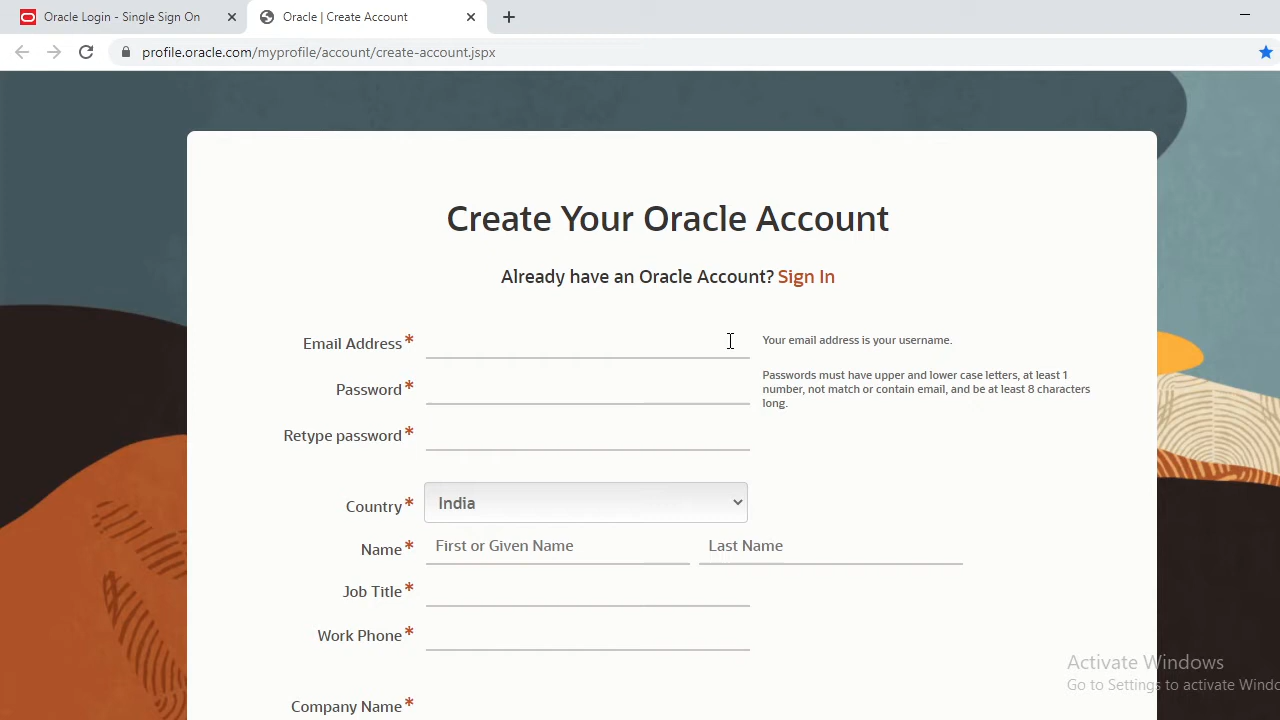 Oracle Login - Single Sign On
Oracle | Create Account
profile.oracle.com/myprofile/account/create-account.jspx
Create Your Oracle Account
Already have an Oracle Account? Sign In
Email Address*
Your email address is your username.
Password*
Passwords must have upper and lower case letters, at least 1
number, not match or contain email, and be at least 8 characters
long.
Retype password*
Country*
India
Name*
First or Given Name
Last Name
Job Title*
Work Phone*
Company Name*
Activate Windows
Go to Settings to activate Windo